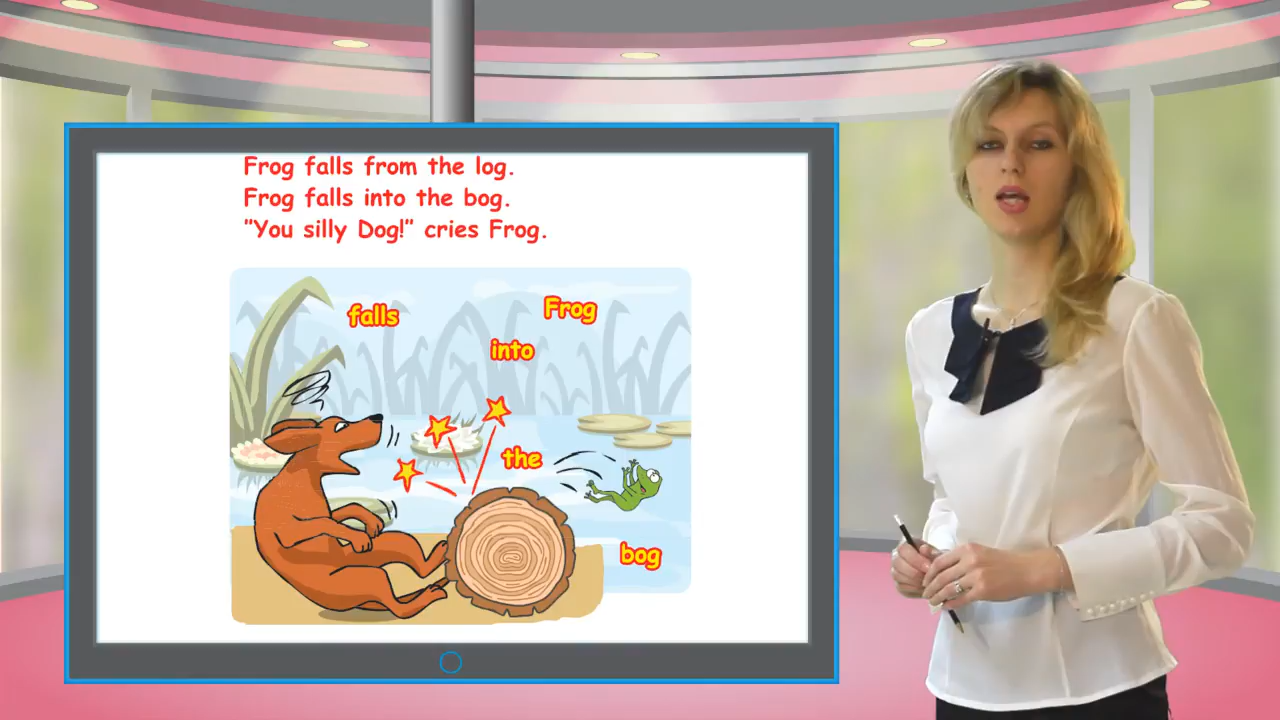 Frog falls from the log.
Frog falls into the bog.
"You silly Dog!" cries Frog.
falls
Frog
into
the
bog